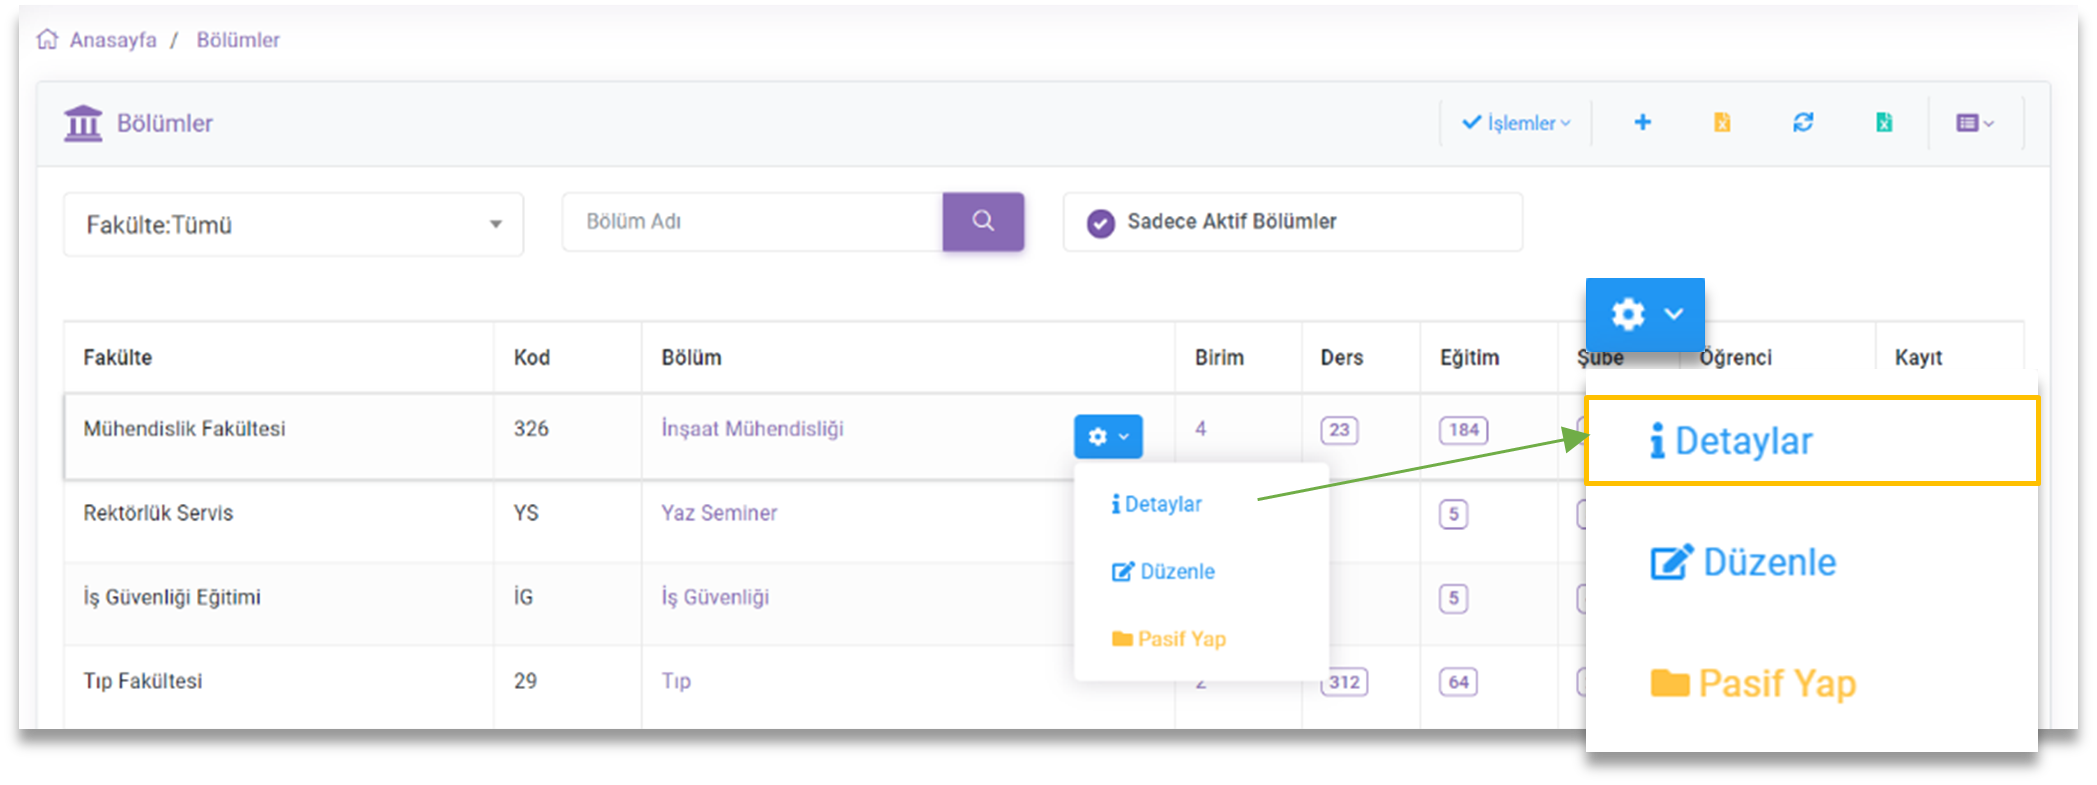 Anasayfa / Bölümler
Bölümler
İşlemler
Fakülte:Tümü
Bölüm Adı
Sadece Aktif Bölümler
Fakülte Kod Bölüm Birim Ders Eğitim Şube Öğrenci Kayıt
Mühendislik Fakültesi 326 İnşaat Mühendisliği 4 23 184
Detaylar
Düzenle
Pasif Yap
Rektörlük Servis YS Yaz Seminer 5
İş Güvenliği Eğitimi İG İş Güvenliği 5
Tıp Fakültesi 29 Tıp 2 312 64
Detaylar
Düzenle
Pasif Yap